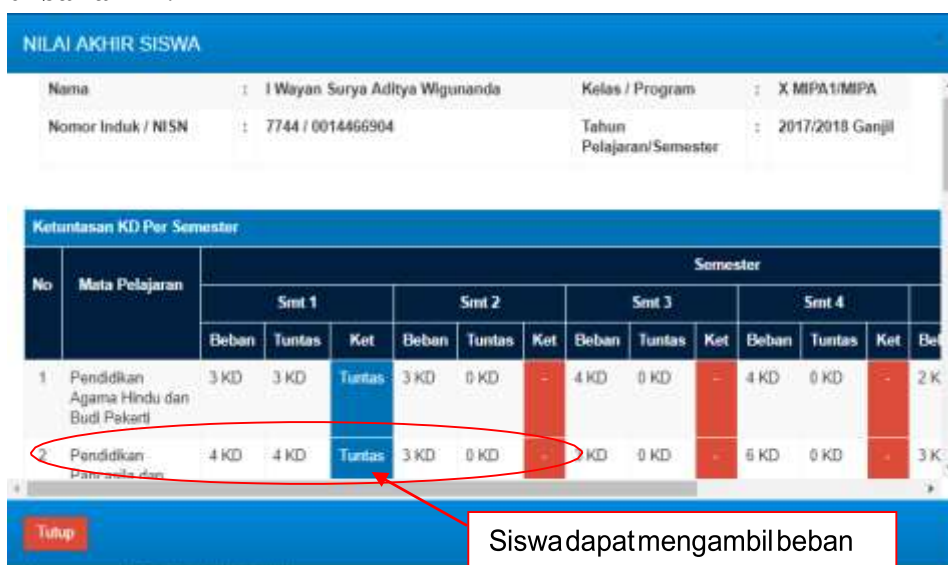 NILAI AKHIR SISWA
Nama : I Wayan Surya Aditya Wigunanda Kelas / Program : X MIPA1/MIPA
Nomor Induk / NISN : 7744 / 0014466904 Tahun Pelajaran/Semester : 2017/2018 Ganjil
Ketuntasan KD Per Semester
No Mata Pelajaran Semester
Smt 1 Smt 2 Smt 3 Smt 4
Beban Tuntas Ket Beban Tuntas Ket Beban Tuntas Ket Beban Tuntas Ket
1 Pendidikan 3 KD 3 KD Tuntas 3 KD 0 KD - 4 KD 0 KD - 4 KD 0 KD - 2 K
Agama Hindu dan
Budi Pekerti
2 Pendidikan 4 KD 4 KD Tuntas 3 KD 0 KD - KD 0 KD - 6 KD 0 KD - 3 K
Pancasila dan
Tutup
Siswa dapat mengambil beban